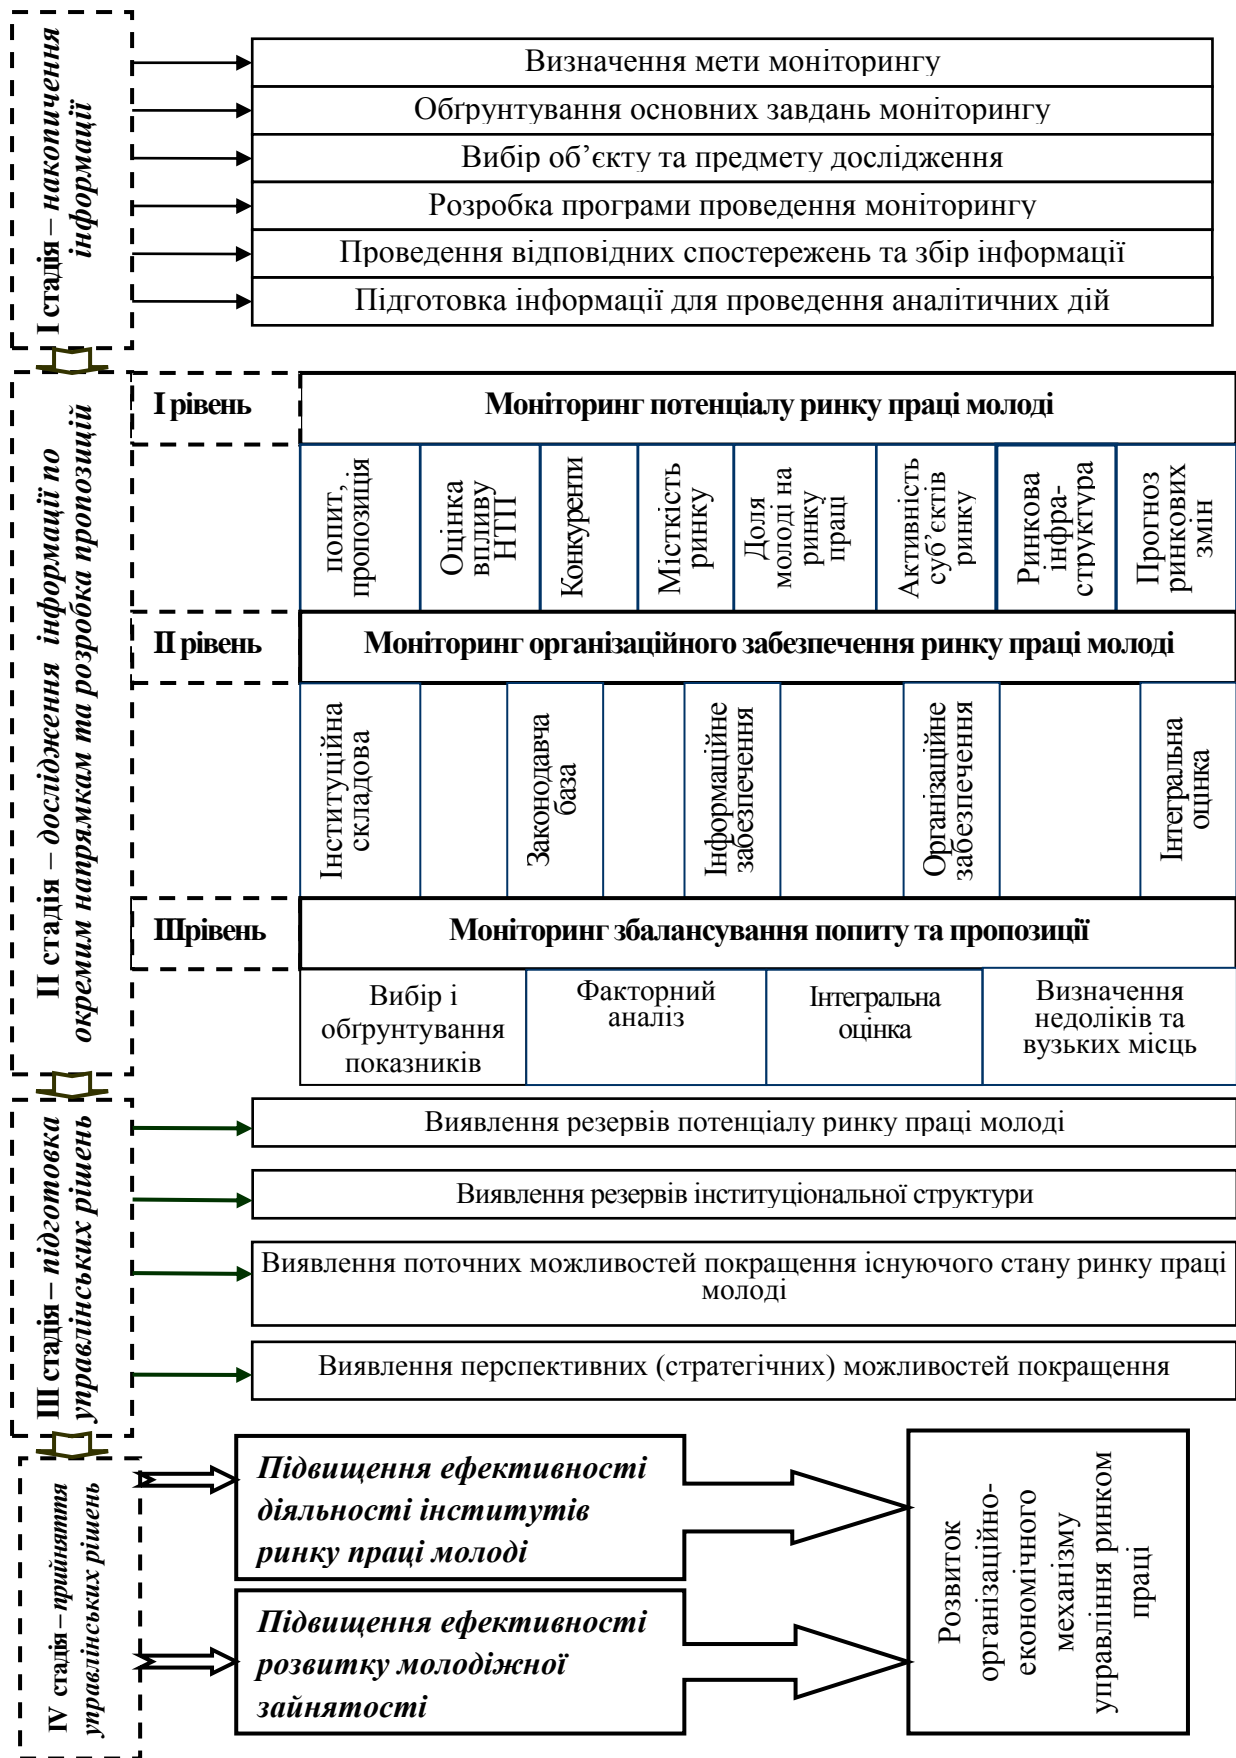 І стадія – накопичення
інформації
Визначення мети моніторингу
Обґрунтування основних завдань моніторингу
Вибір об’єкту та предмету дослідження
Розробка програми проведення моніторингу
Проведення відповідних спостережень та збір інформації
Підготовка інформації для проведення аналітичних дій
ІІ стадія – дослідження інформації по
окремим напрямкам та розробка пропозицій
І рівень
Моніторинг потенціалу ринку праці молоді
попит,
пропозиція
Оцінка
впливу
НТП
Конкуренти
Місткість
ринку
Доля
молоді на
ринку
праці
Активність
суб’єктів
ринку
Ринкова
інфра-
структура
Прогноз
ринкових
змін
ІІ рівень
Моніторинг організаційного забезпечення ринку праці молоді
Інституційна
складова
Законодавча
база
Інформаційне
забезпечення
Організаційне
забезпечення
Інтегральна
оцінка
ІІІрівень
Моніторинг збалансування попиту та пропозиції
Вибір і
обґрунтування
показників
Факторний
аналіз
Інтегральна
оцінка
Визначення
недоліків та
вузьких місць
ІІІ стадія – підготовка
управлінських рішень
Виявлення резервів потенціалу ринку праці молоді
Виявлення резервів інституціональної структури
Виявлення поточних можливостей покращення існуючого стану ринку праці
молоді
Виявлення перспективних (стратегічних) можливостей покращення
IV стадія – прийняття
управлінських рішень
Підвищення ефективності
діяльності інститутів
ринку праці молоді
Підвищення ефективності
розвитку молодіжної
зайнятості
Розвиток
організаційно-
економічного
механізму
управління ринком
праці